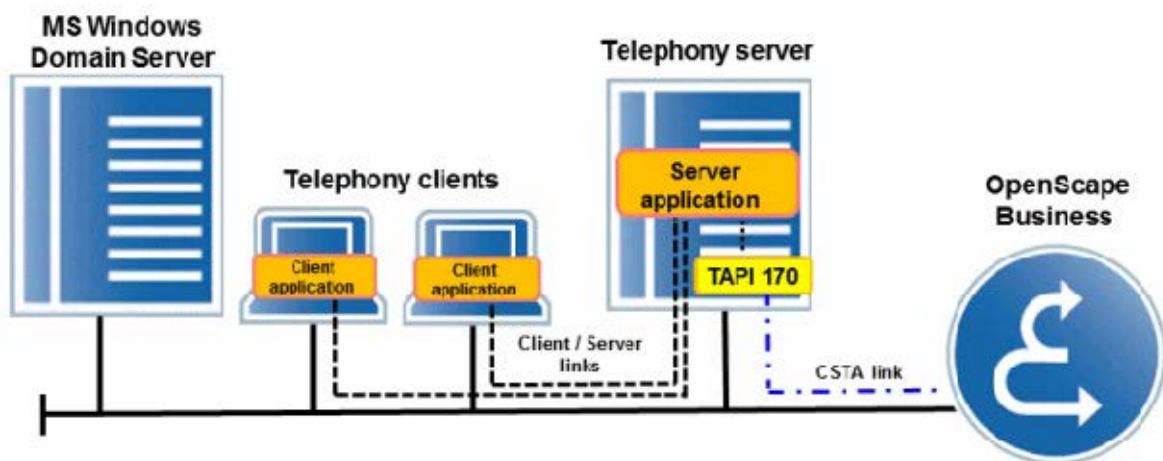 MS Windows
Domain Server
Telephony server
Telephony clients
Server
application
OpenScape
Business
Client
application
Client
application
TAPI 170
Client / Server
links
CSTA link